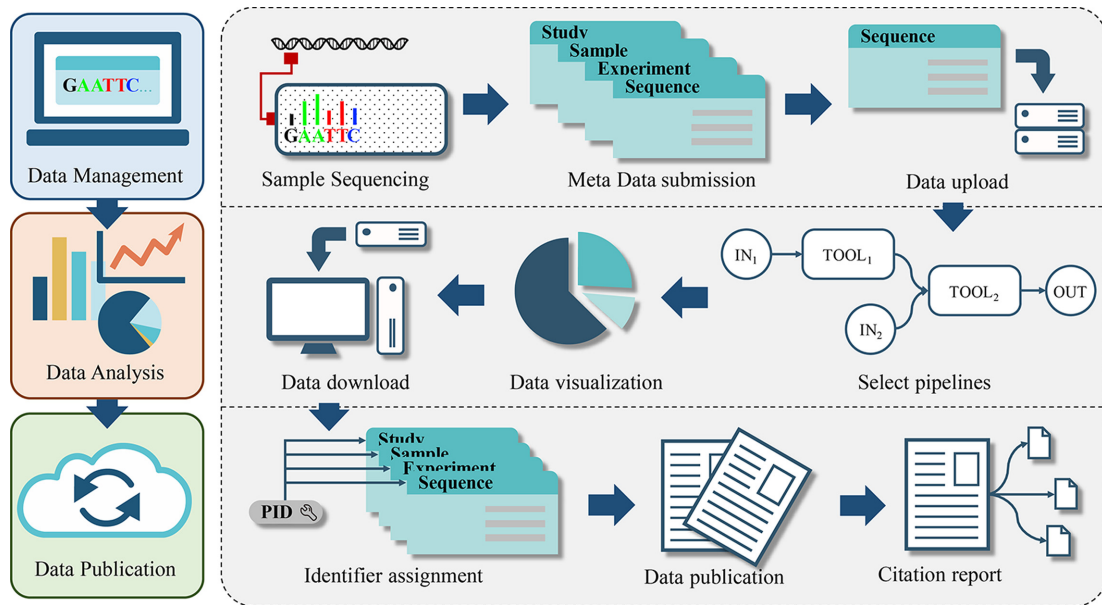 GAATTC...
Data Management
GAATTC
Sample Sequencing
Study
Sample
Experiment
Sequence
Meta Data submission
Sequence
Data upload
Data Analysis
Data download
Data visualization
IN₁
TOOL₁
IN₂
TOOL₂
OUT
Select pipelines
Data Publication
PID
Study
Sample
Experiment
Sequence
Identifier assignment
Data publication
Citation report